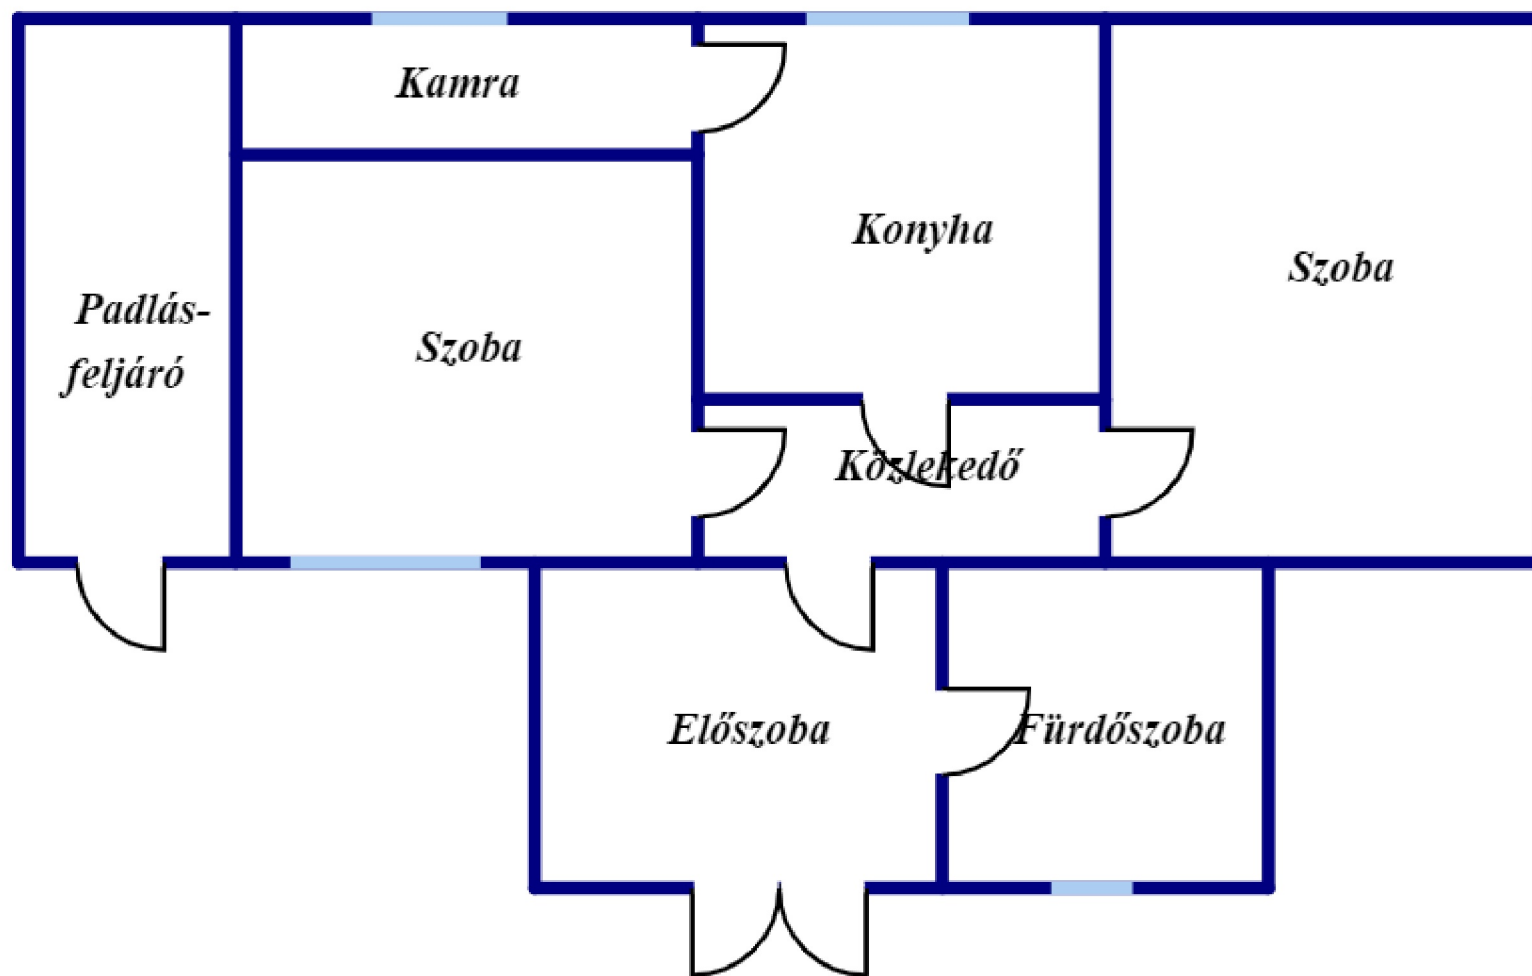 Kamra
Konyha
Szoba
Padlás-
feljáró
Szoba
Közlekedő
Előszoba
Fürdőszoba